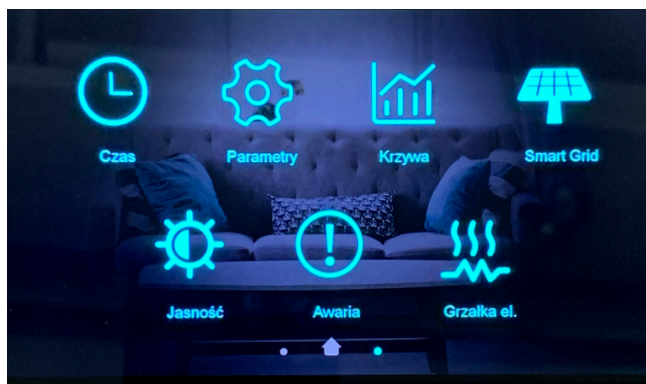 Czas
Parametry
Krzywa
Smart Grid
Jasność
Awaria
Grzałka el.